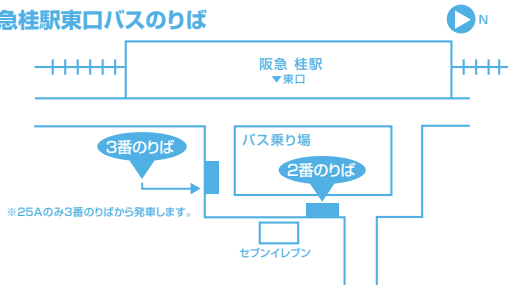 急桂駅東口バスのりば
N
阪急 桂駅
▼東口
3番のりば
バス乗り場
2番のりば
※25Aのみ3番のりばから発車します。
セブンイレブン